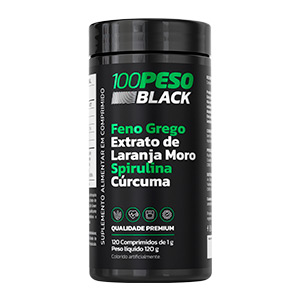 100PESO
BLACK
Feno Grego
Extrato de
Laranja Moro
Spirulina
Cúrcuma
QUALIDADE PREMIUM
120 Comprimidos de 1 g
Peso líquido 120 g
Colorido artificialmente
SUPLEMENTO ALIMENTAR EM COMPRIMIDO